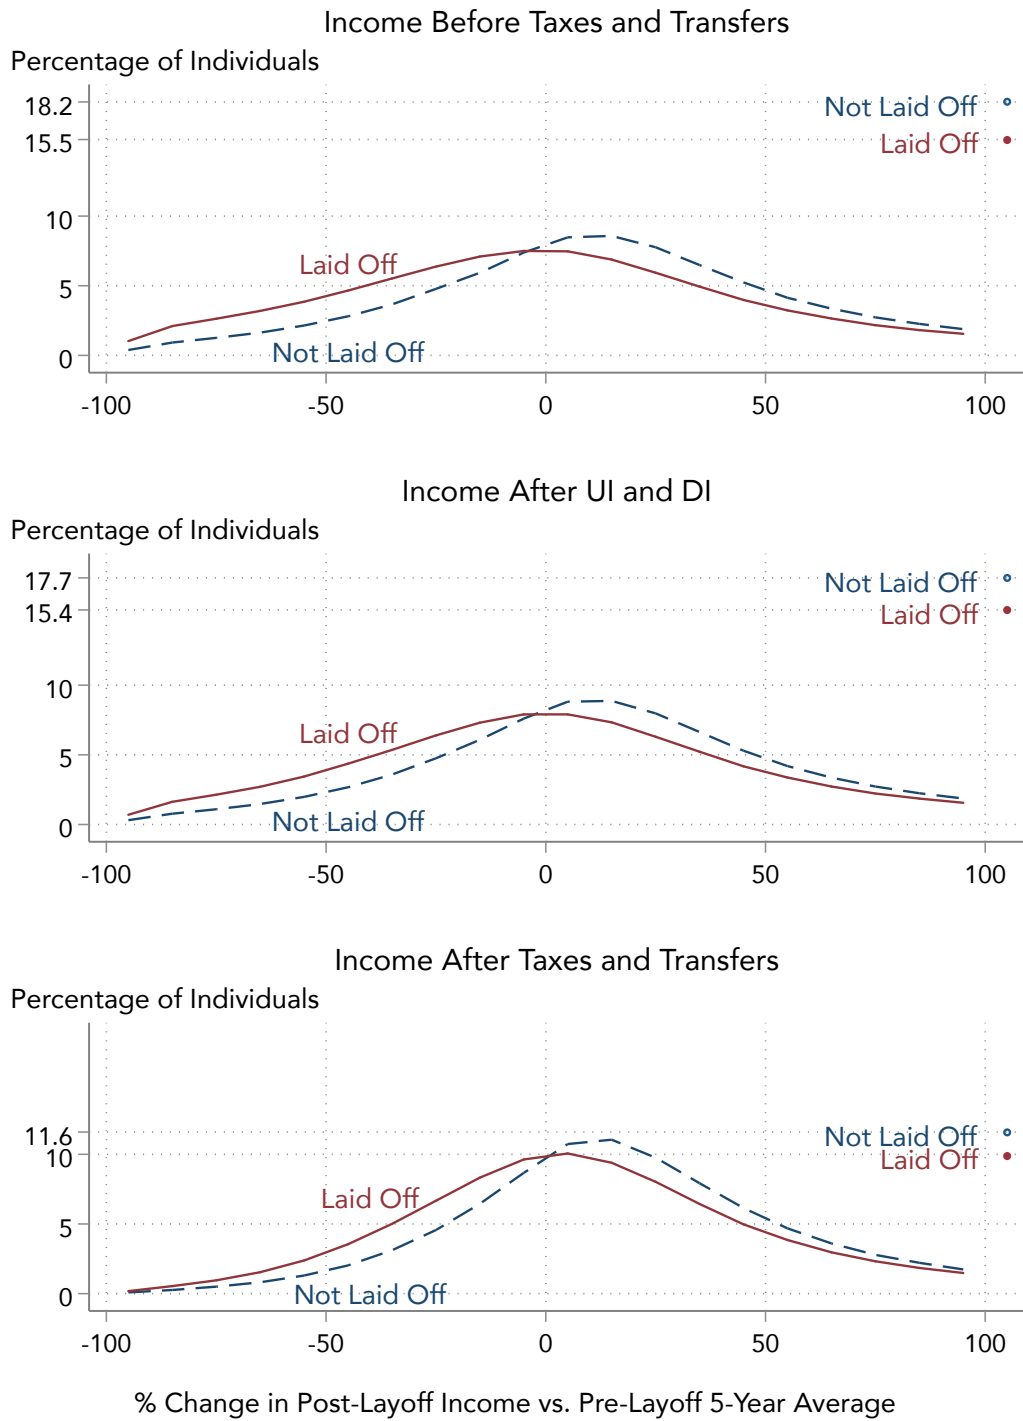 Income Before Taxes and Transfers
Percentage of Individuals
18.2
Not Laid Off
15.5
Laid Off
10
Laid Off
5
Not Laid Off
0
-100 -50 0 50 100
Income After UI and DI
Percentage of Individuals
17.7
Not Laid Off
15.4
Laid Off
10
Laid Off
5
Not Laid Off
0
-100 -50 0 50 100
Income After Taxes and Transfers
Percentage of Individuals
11.6
Not Laid Off
10
Laid Off
Laid Off
5
Not Laid Off
0
-100 -50 0 50 100
% Change in Post-Layoff Income vs. Pre-Layoff 5-Year Average